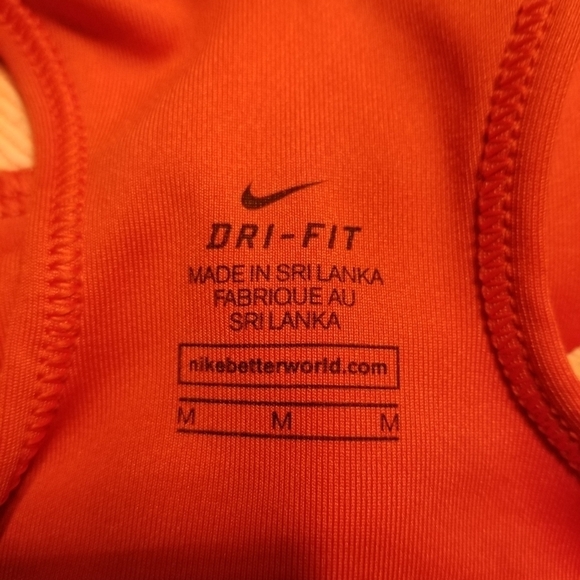 DRI-FIT
MADE IN SRI LANKA
FABRIQUE AU
SRI LANKA
nikebetterworld.com
M M M